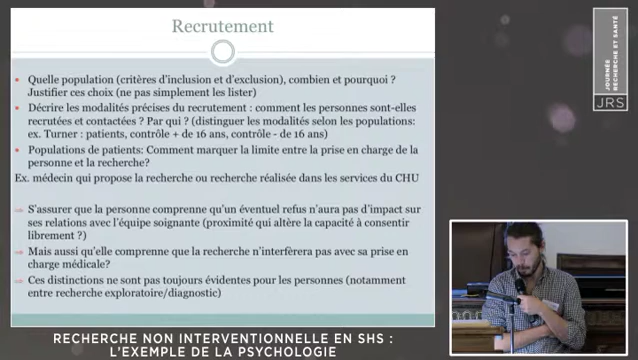 Recrutement
Quelle population (critères d'inclusion et d'exclusion), combien et pourquoi ?
Justifier ces choix (ne pas simplement les lister)
Décrire les modalités précises du recrutement : comment les personnes sont-elles
recrutées et contactées ? Par qui ? (distinguer les modalités selon les populations:
ex. Turner : patients, contrôle + de 16 ans, contrôle - de 16 ans)
Populations de patients: Comment marquer la limite entre la prise en charge de la
personne et la recherche?
Ex. médecin qui propose la recherche ou recherche réalisée dans les services du CHU
S'assurer que la personne comprenne qu'un éventuel refus n'aura pas d'impact sur
ses relations avec l'équipe soignante (proximité qui altère la capacité à consentir
librement ?)
Mais aussi qu'elle comprenne que la recherche n'interfèrera pas avec sa prise en
charge médicale?
Ces distinctions ne sont pas toujours évidentes pour les personnes (notamment
entre recherche exploratoire/diagnostic)
JOURNÉE
RECHERCHE ET SANTÉ
JRS
RECHERCHE NON INTERVENTIONNELLE EN SHS :
L'EXEMPLE DE LA PSYCHOLOGIE